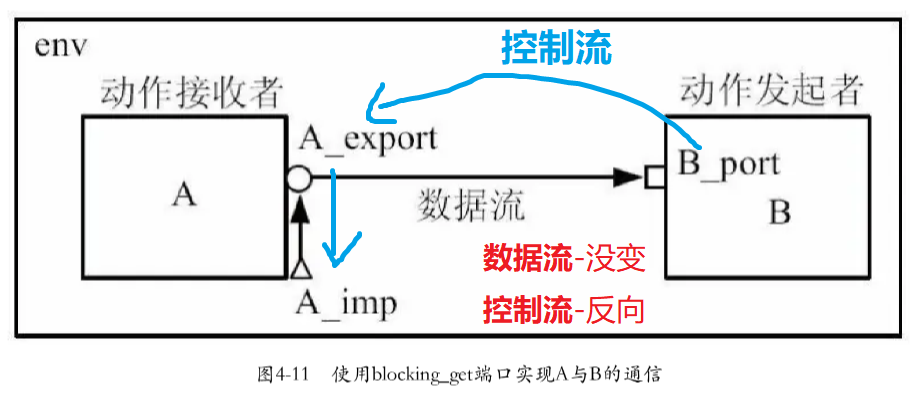 env
控制流
动作接收者
动作发起者
A_export
B_port
A
数据流
B
数据流-没变
A_imp
控制流-反向
图4-11 使用blocking_get端口实现A与B的通信